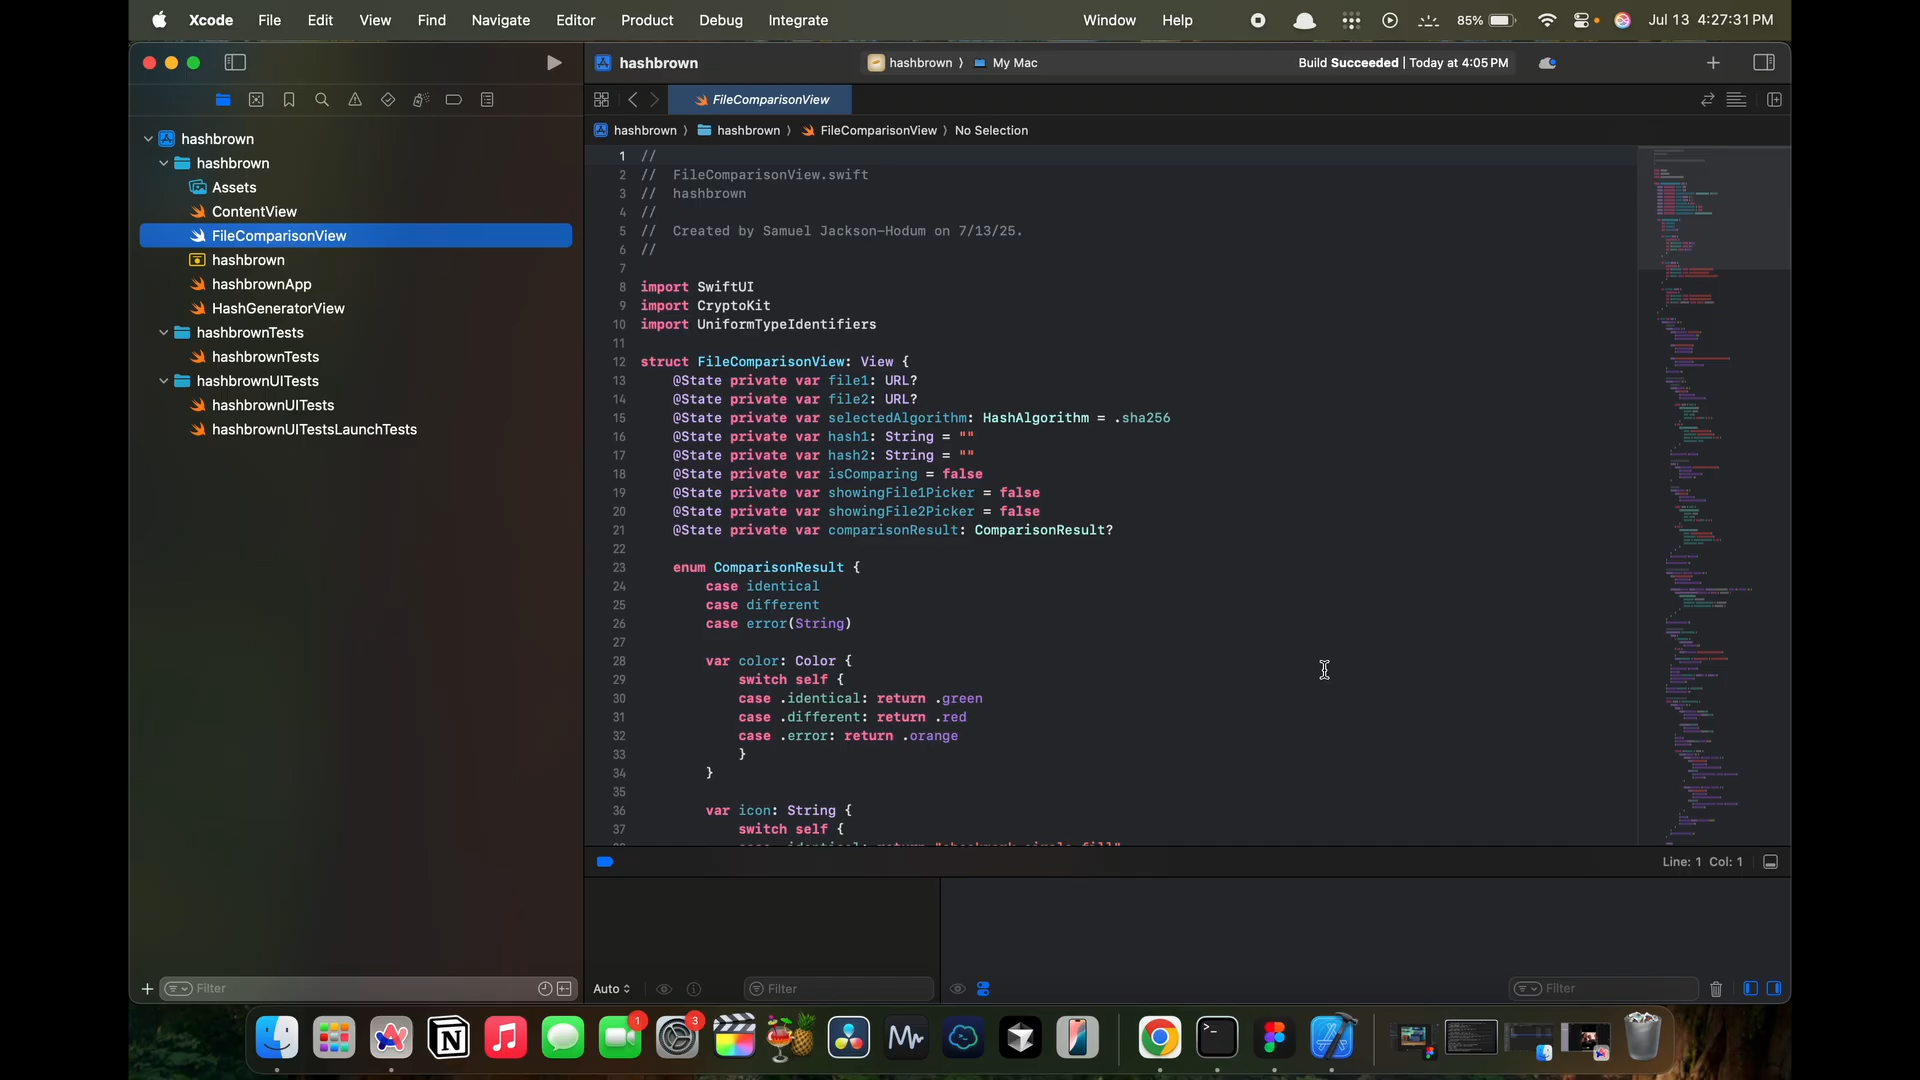 Xcode File Edit View Find Navigate Editor Product Debug Integrate Window Help 85% Jul 13 4:27:31 PM
hashbrown hashbrown 〉 My Mac Build Succeeded | Today at 4:05 PM
FileComparisonView
hashbrown 〉 hashbrown 〉 FileComparisonView 〉 No Selection
hashbrown
hashbrown
Assets
ContentView
FileComparisonView
hashbrown
hashbrownApp
HashGeneratorView
hashbrownTests
hashbrownTests
hashbrownUITests
hashbrownUITests
hashbrownUITestsLaunchTests
1 //
2 // FileComparisonView.swift
3 // hashbrown
4 //
5 // Created by Samuel Jackson-Hodum on 7/13/25.
6 //
7
8 import SwiftUI
9 import CryptoKit
10 import UniformTypeIdentifiers
11
12 struct FileComparisonView: View {
13 @State private var file1: URL?
14 @State private var file2: URL?
15 @State private var selectedAlgorithm: HashAlgorithm = .sha256
16 @State private var hash1: String = ""
17 @State private var hash2: String = ""
18 @State private var isComparing = false
19 @State private var showingFile1Picker = false
20 @State private var showingFile2Picker = false
21 @State private var comparisonResult: ComparisonResult?
22
23 enum ComparisonResult {
24 case identical
25 case different
26 case error(String)
27
28 var color: Color {
29 switch self {
30 case .identical: return .green
31 case .different: return .red
32 case .error: return .orange
33 }
34 }
35
36 var icon: String {
37 switch self {
Line: 1 Col: 1
Filter
Auto
Filter
Filter
1
3